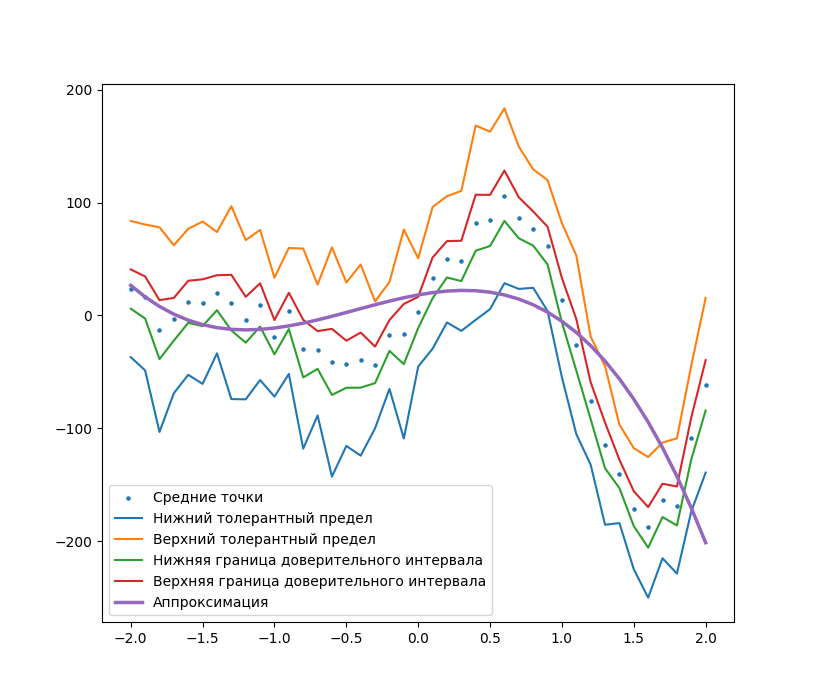 200
100
0
−100
−200
Средние точки
Нижний толерантный предел
Верхний толерантный предел
Нижняя граница доверительного интервала
Верхняя граница доверительного интервала
Аппроксимация
−2.0 −1.5 −1.0 −0.5 0.0 0.5 1.0 1.5 2.0